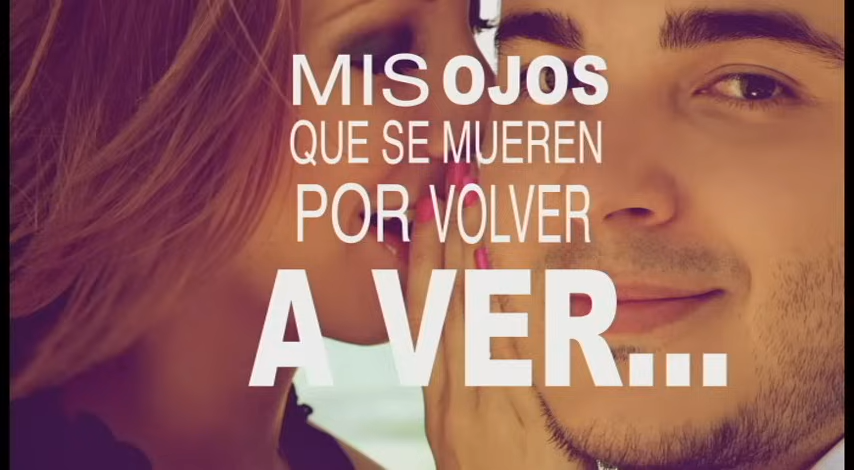 MIS OJOS
QUE SE MUEREN
POR VOLVER
A VER...